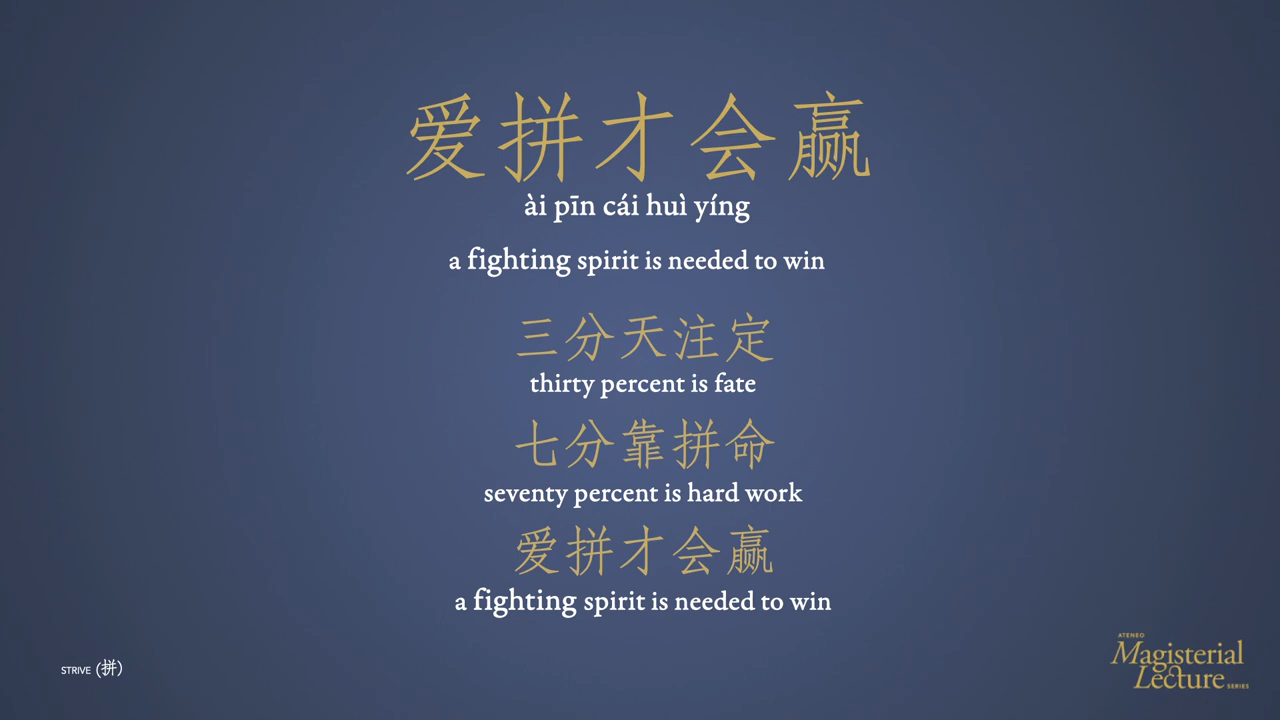 爱拼才会赢
ài pīn cái huì yíng
a fighting spirit is needed to win
三分天注定
thirty percent is fate
七分靠拼命
seventy percent is hard work
爱拼才会赢
a fighting spirit is needed to win
STRIVE (拼)
ATENEO
Magisterial
Lecture SERIES